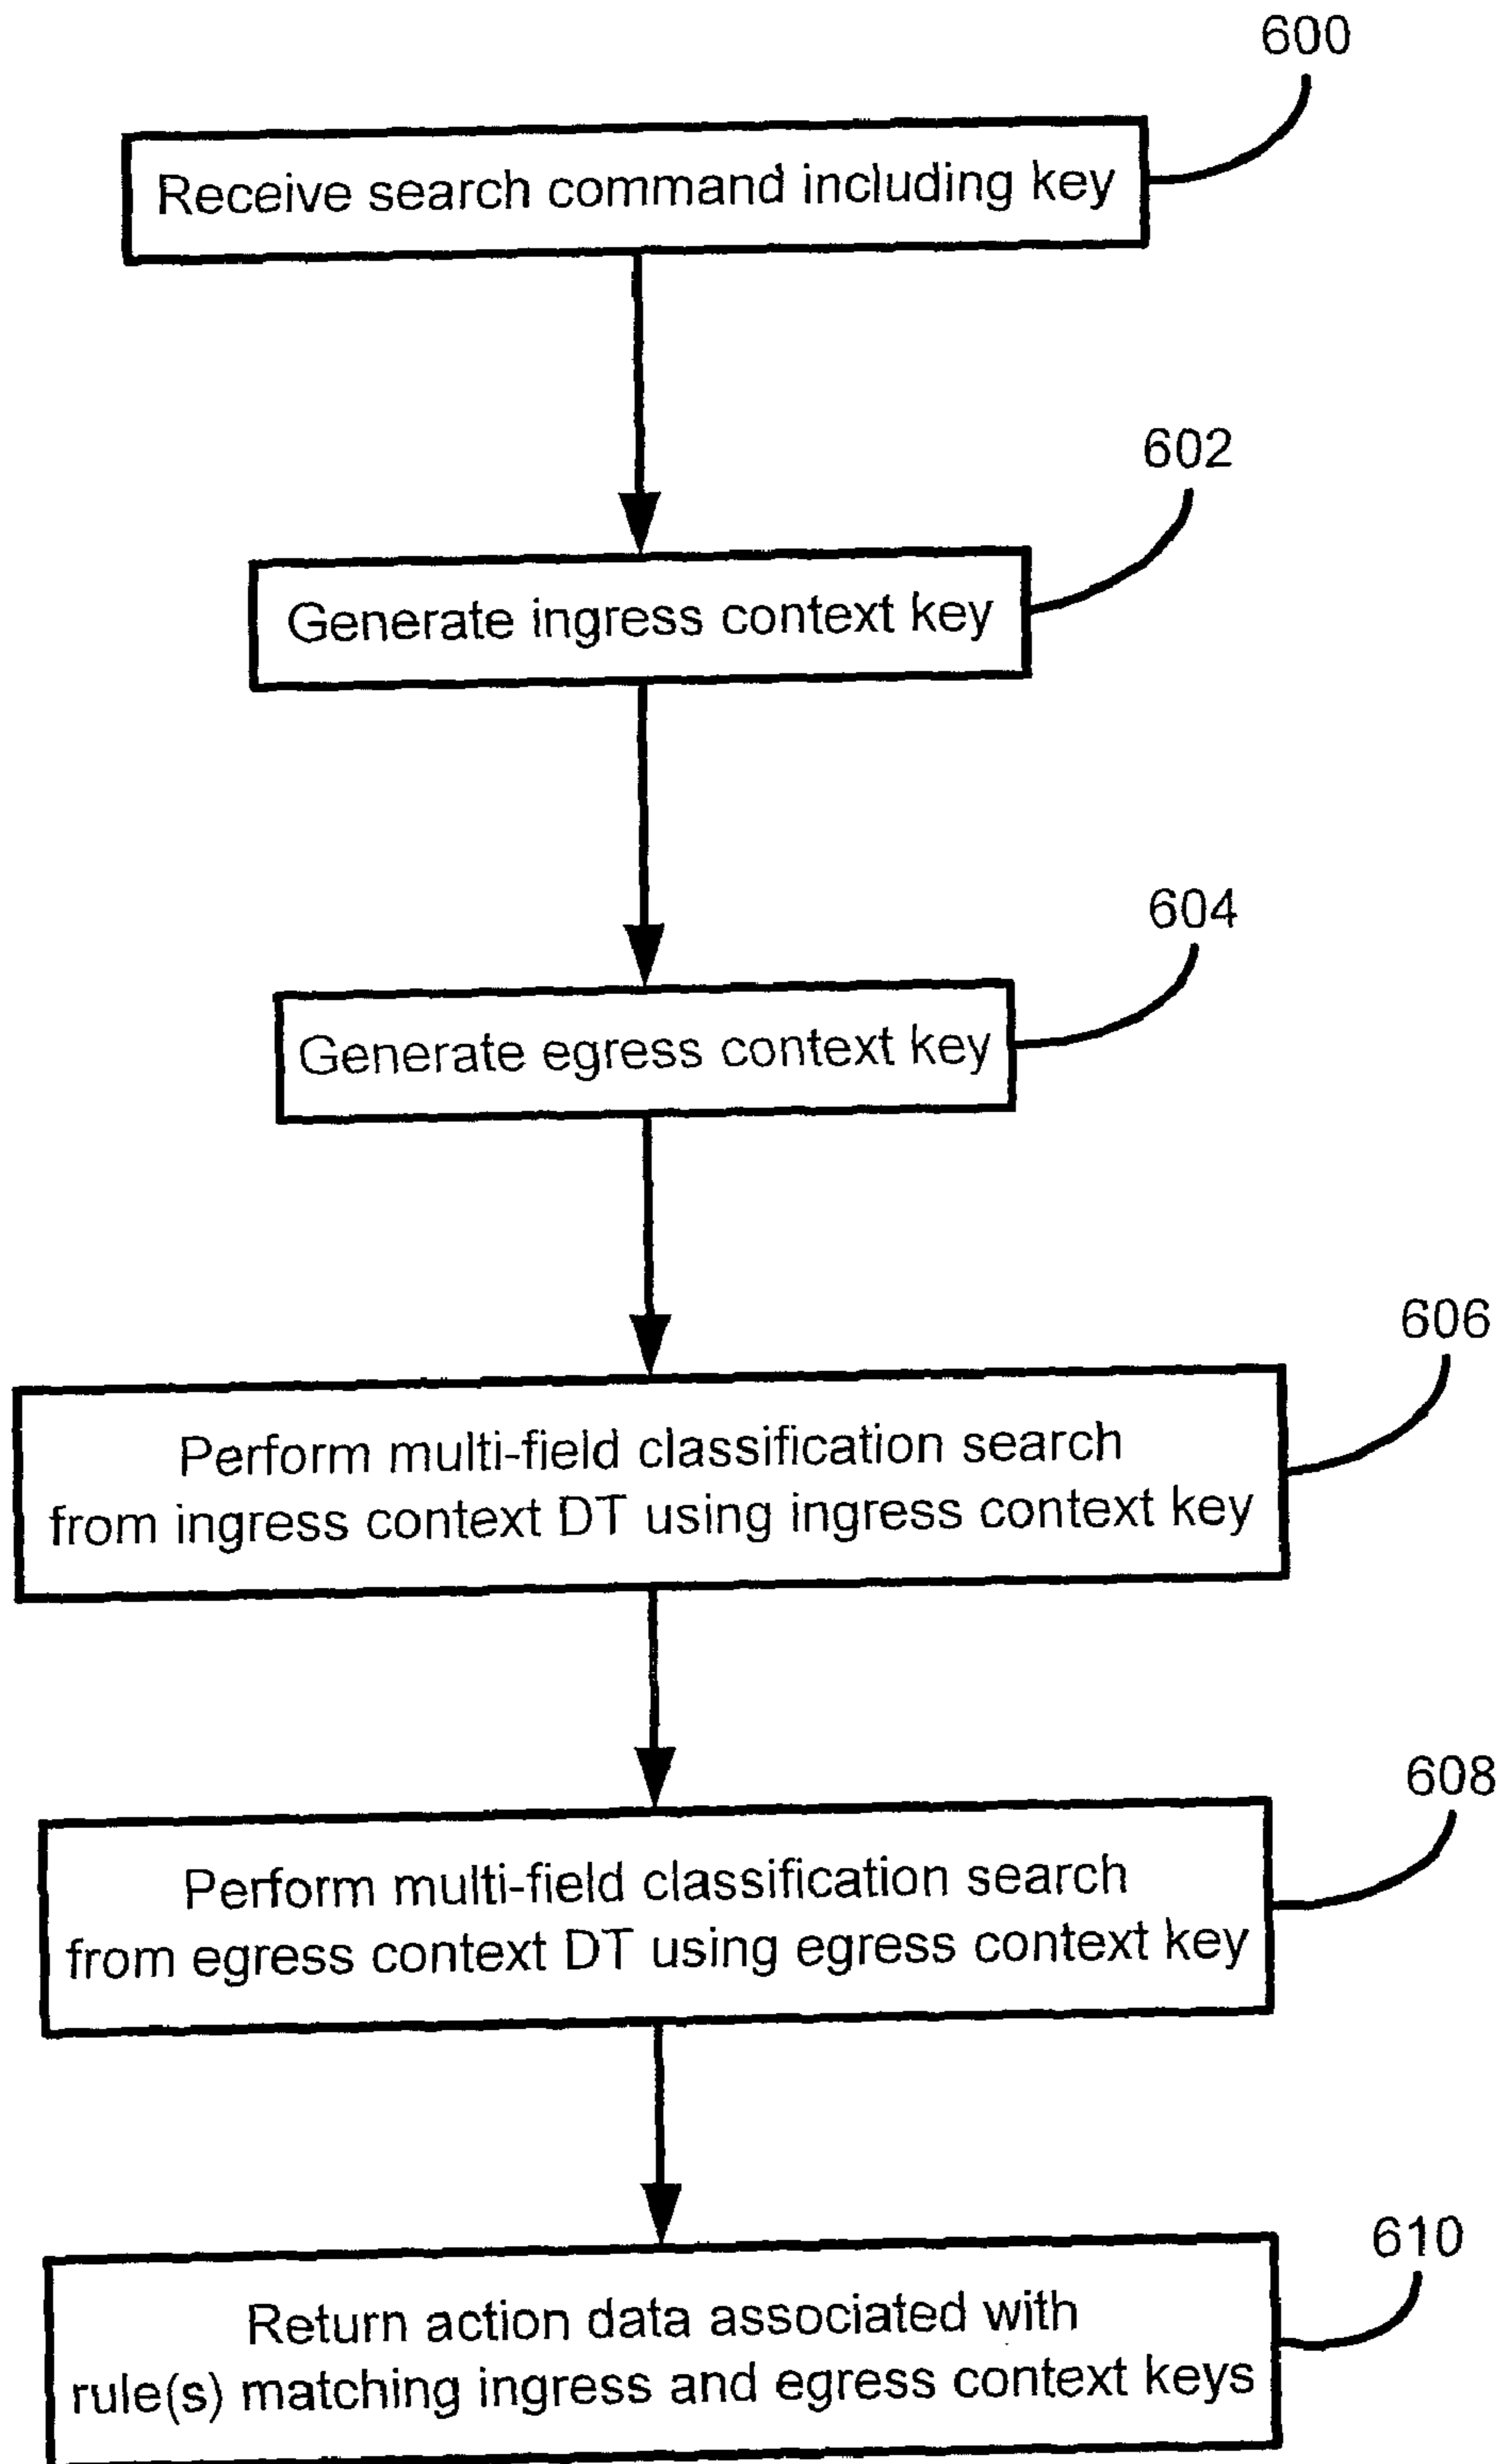 600
Receive search command including key
602
Generate ingress context key
604
Generate egress context key
606
Perform multi-field classification search
from ingress context DT using ingress context key
608
Perform multi-field classification search
from egress context DT using egress context key
610
Return action data associated with
rule(s) matching ingress and egress context keys